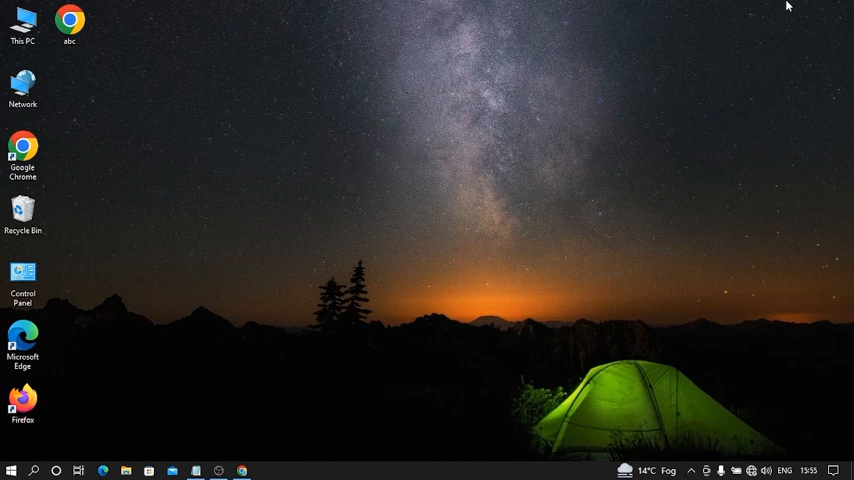 This PC
abc
Network
Google
Chrome
Recycle Bin
Control
Panel
Microsoft
Edge
Firefox
14°C Fog
ENG
15:55